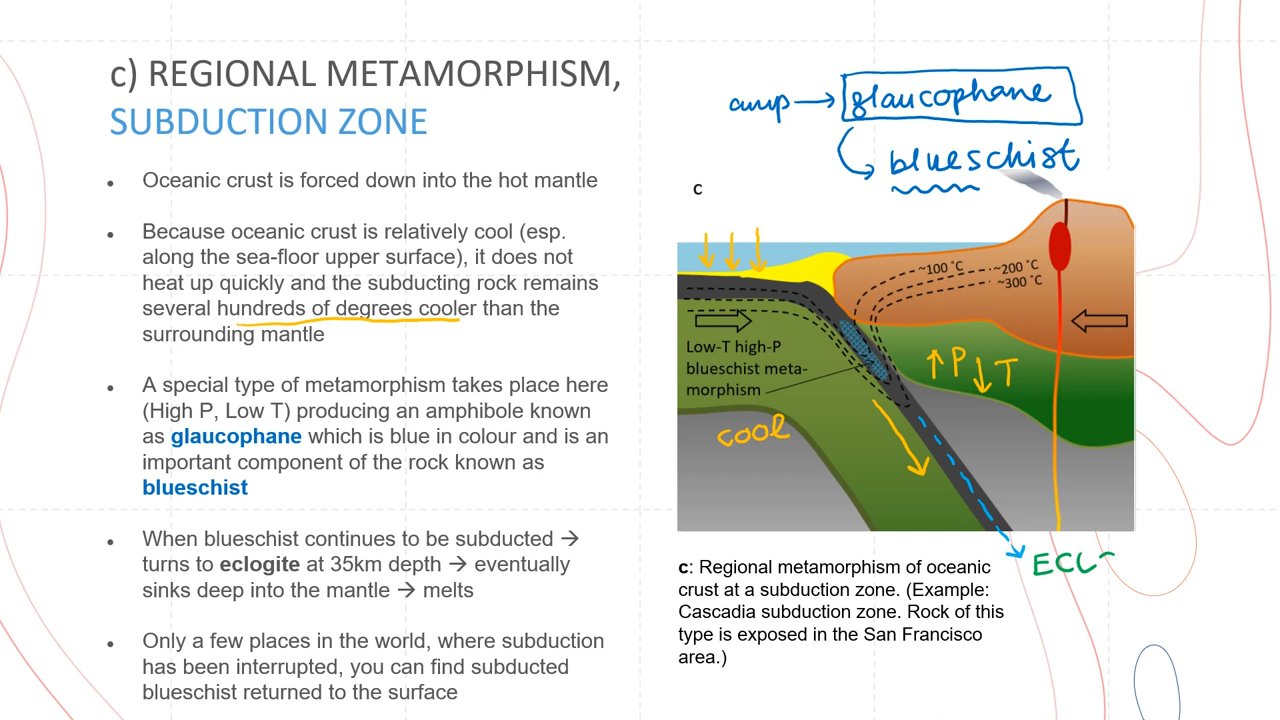 c) REGIONAL METAMORPHISM,
SUBDUCTION ZONE
• Oceanic crust is forced down into the hot mantle
• Because oceanic crust is relatively cool (esp.
along the sea-floor upper surface), it does not
heat up quickly and the subducting rock remains
several hundreds of degrees cooler than the
surrounding mantle
• A special type of metamorphism takes place here
(High P, Low T) producing an amphibole known
as glaucophane which is blue in colour and is an
important component of the rock known as
blueschist
• When blueschist continues to be subducted →
turns to eclogite at 35km depth → eventually
sinks deep into the mantle → melts
• Only a few places in the world, where subduction
has been interrupted, you can find subducted
blueschist returned to the surface
amp → glaucophane
blueschist
c
~100 ˚C
~200 ˚C
~300 ˚C
Low-T high-P
blueschist meta-
morphism
↑P ↓T
cool
ECL
c: Regional metamorphism of oceanic
crust at a subduction zone. (Example:
Cascadia subduction zone. Rock of this
type is exposed in the San Francisco
area.)